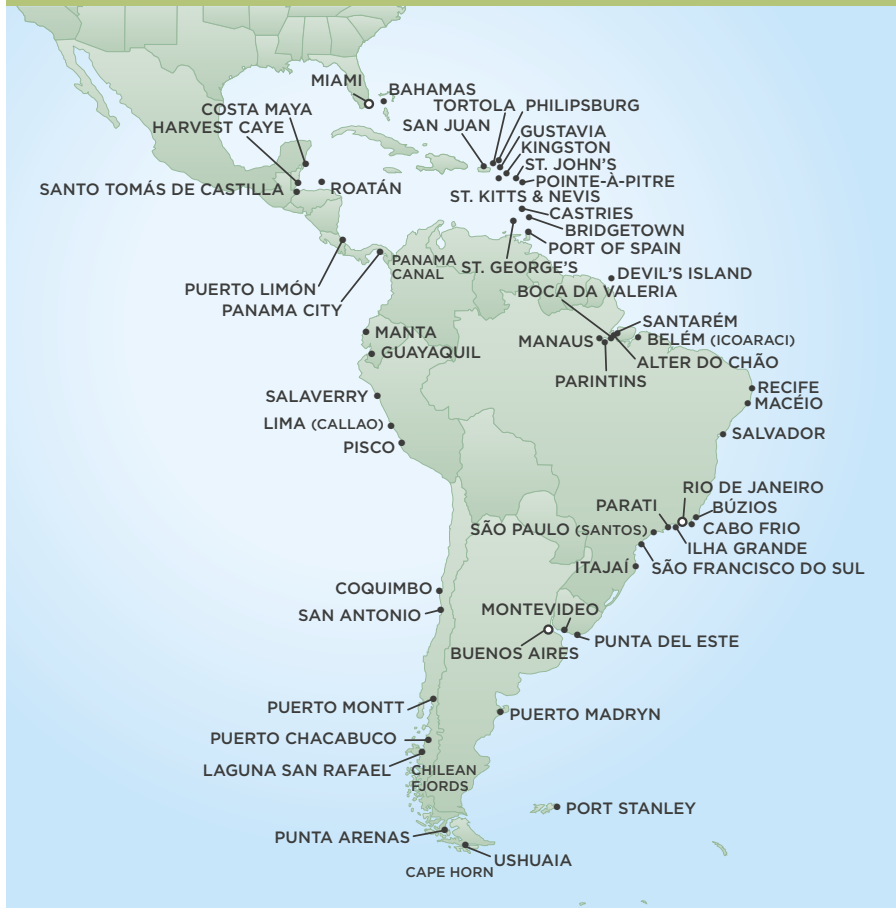 MIAMI
BAHAMAS
COSTA MAYA
TORTOLA
PHILIPSBURG
HARVEST CAYE
SAN JUAN
GUSTAVIA
KINGSTON
ST. JOHN'S
SANTO TOMÁS DE CASTILLA
ROATÁN
POINTE-À-PITRE
ST. KITTS & NEVIS
CASTRIES
BRIDGETOWN
PORT OF SPAIN
PANAMA
CANAL
ST. GEORGE'S
DEVIL'S ISLAND
PUERTO LIMÓN
BOCA DA VALERIA
PANAMA CITY
SANTARÉM
MANTA
MANAUS
BELÉM (ICOARACI)
GUAYAQUIL
ALTER DO CHÃO
PARINTINS
RECIFE
SALAVERRY
MACÉIO
LIMA (CALLAO)
SALVADOR
PISCO
RIO DE JANEIRO
PARATI
BÚZIOS
SÃO PAULO (SANTOS)
CABO FRIO
ILHA GRANDE
ITAJAÍ
SÃO FRANCISCO DO SUL
COQUIMBO
MONTEVIDEO
SAN ANTONIO
PUNTA DEL ESTE
BUENOS AIRES
PUERTO MONTT
PUERTO MADRYN
PUERTO CHACABUCO
LAGUNA SAN RAFAEL
CHILEAN
FJORDS
PORT STANLEY
PUNTA ARENAS
USHUAIA
CAPE HORN